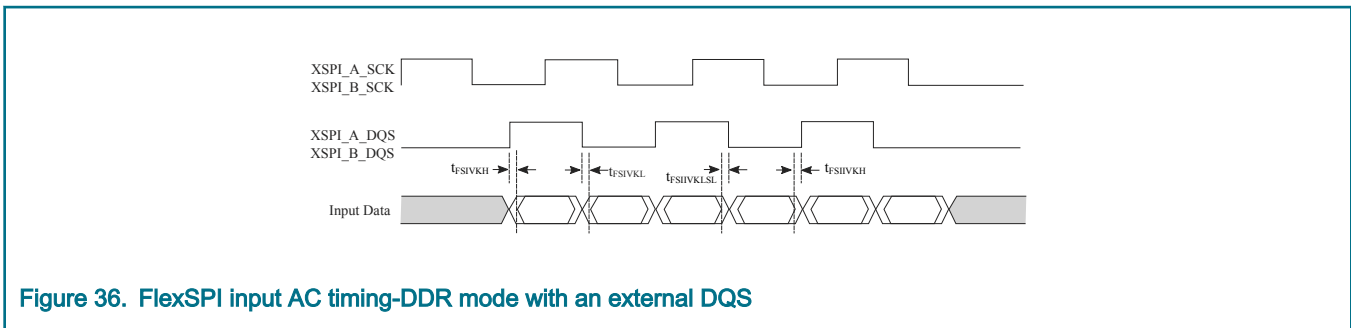 XSPI_A_SCK
XSPI_B_SCK
XSPI_A_DQS
XSPI_B_DQS
tFSIVKH
tFSIVKL
tFSIIVKLSL
tFSIIVKH
Input Data
Figure 36. FlexSPI input AC timing-DDR mode with an external DQS